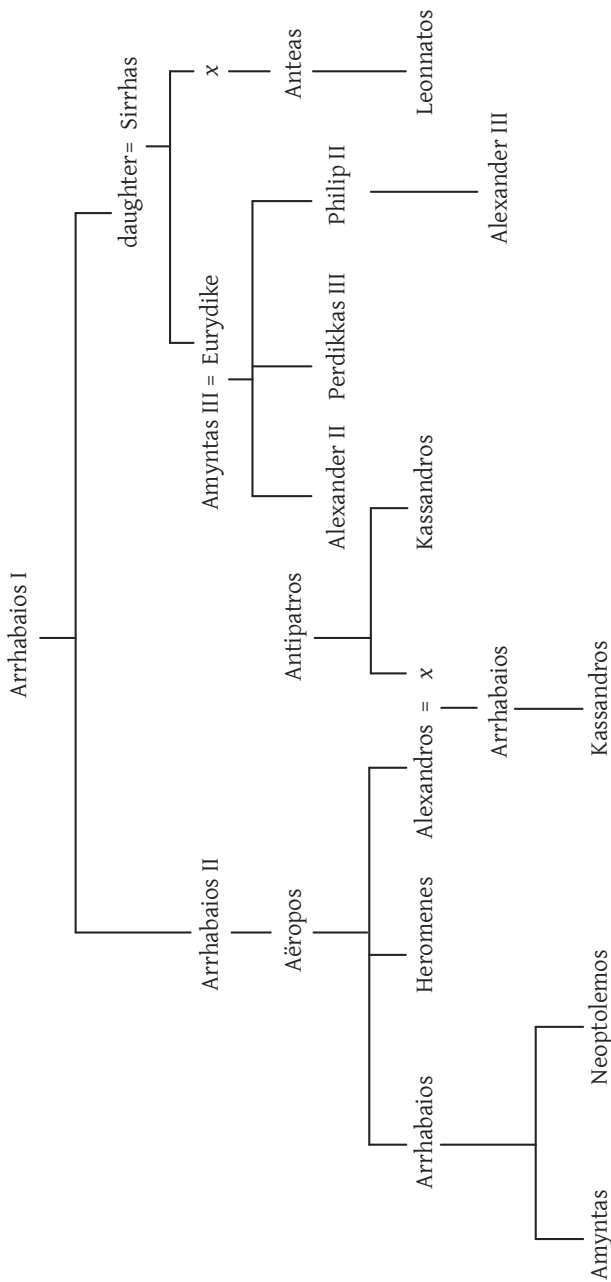 Arrhabaios I
daughter = Sirrhas
Arrhabaios II
Amyntas III = Eurydike
x
Aëropos
Antipatros
Alexander II
Perdikkas III
Philip II
Anteas
Arrhabaios
Heromenes
Alexandros = x
Kassandros
Leonnatos
Arrhabaios
Alexander III
Amyntas
Neoptolemos
Kassandros